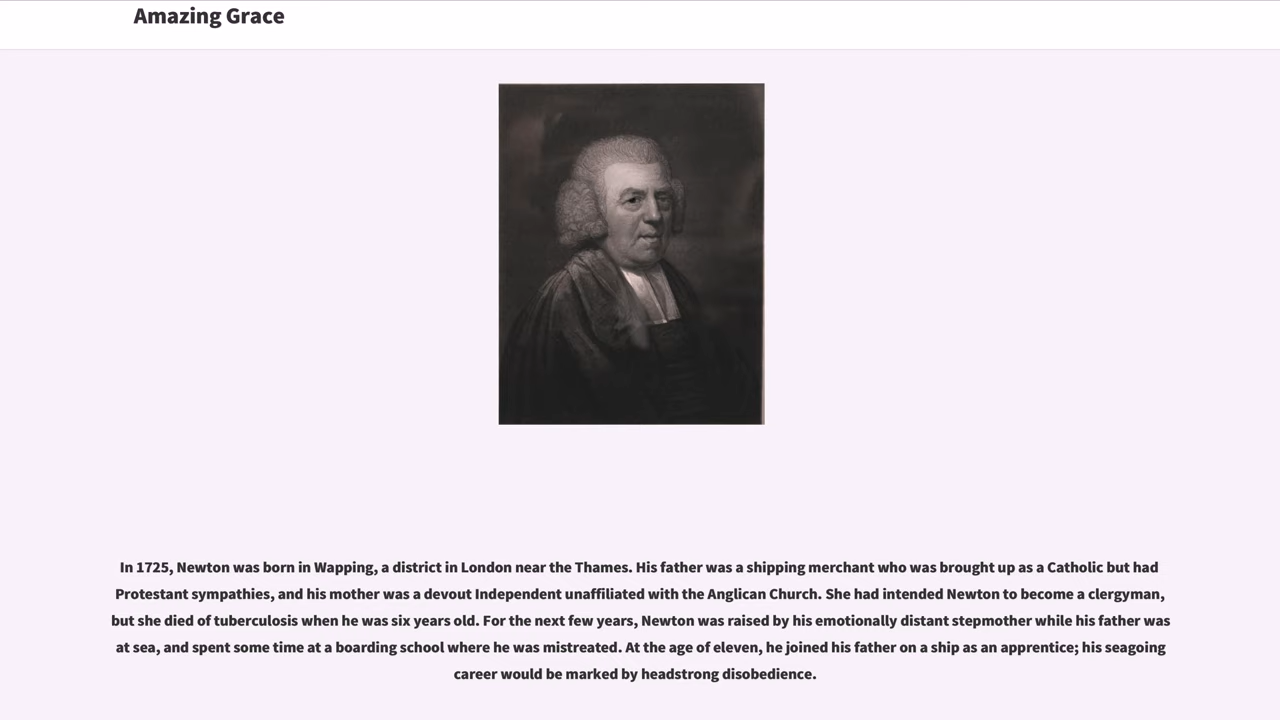 Amazing Grace
In 1725, Newton was born in Wapping, a district in London near the Thames. His father was a shipping merchant who was brought up as a Catholic but had
Protestant sympathies, and his mother was a devout Independent unaffiliated with the Anglican Church. She had intended Newton to become a clergyman,
but she died of tuberculosis when he was six years old. For the next few years, Newton was raised by his emotionally distant stepmother while his father was
at sea, and spent some time at a boarding school where he was mistreated. At the age of eleven, he joined his father on a ship as an apprentice; his seagoing
career would be marked by headstrong disobedience.